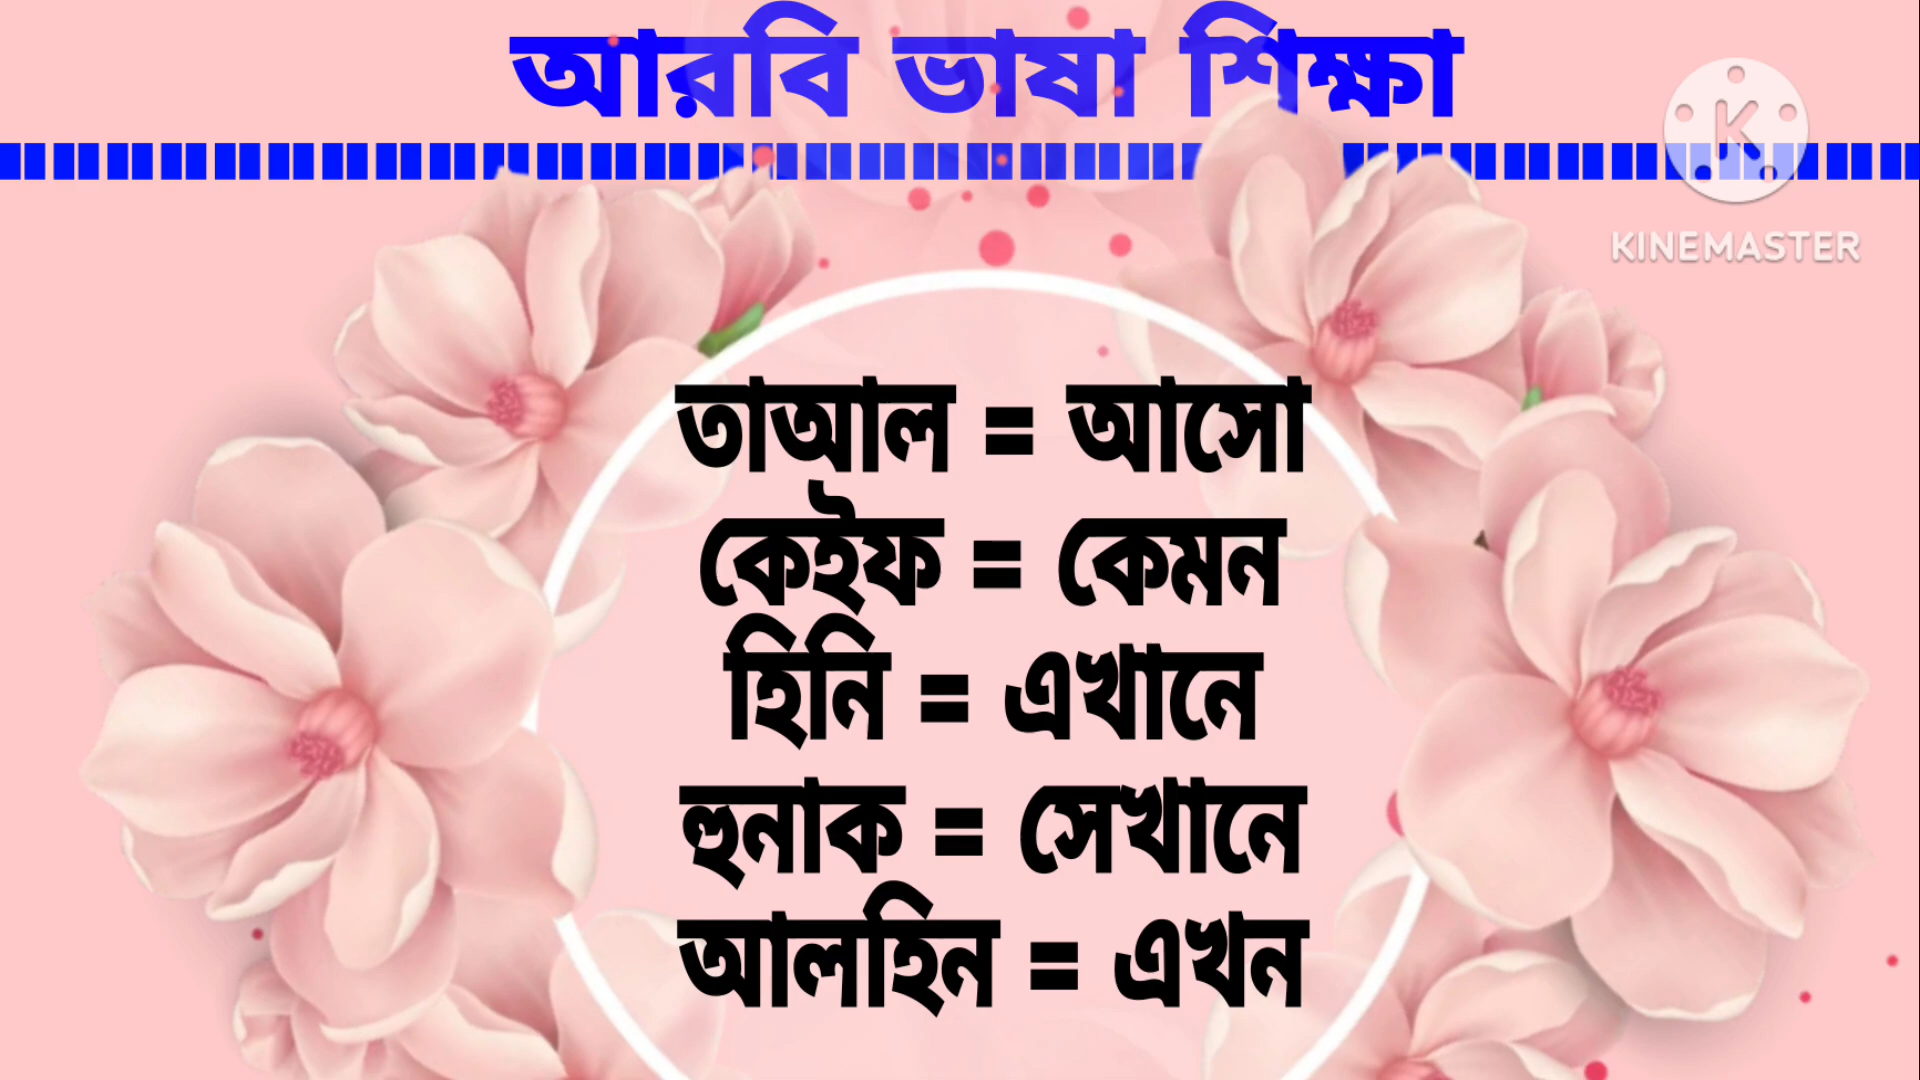 আরবি ভাষা শিক্ষা
KINEMASTER
তাআল = আসো
কেইফ = কেমন
হিনি = এখানে
হুনাক = সেখানে
আলহিন = এখন